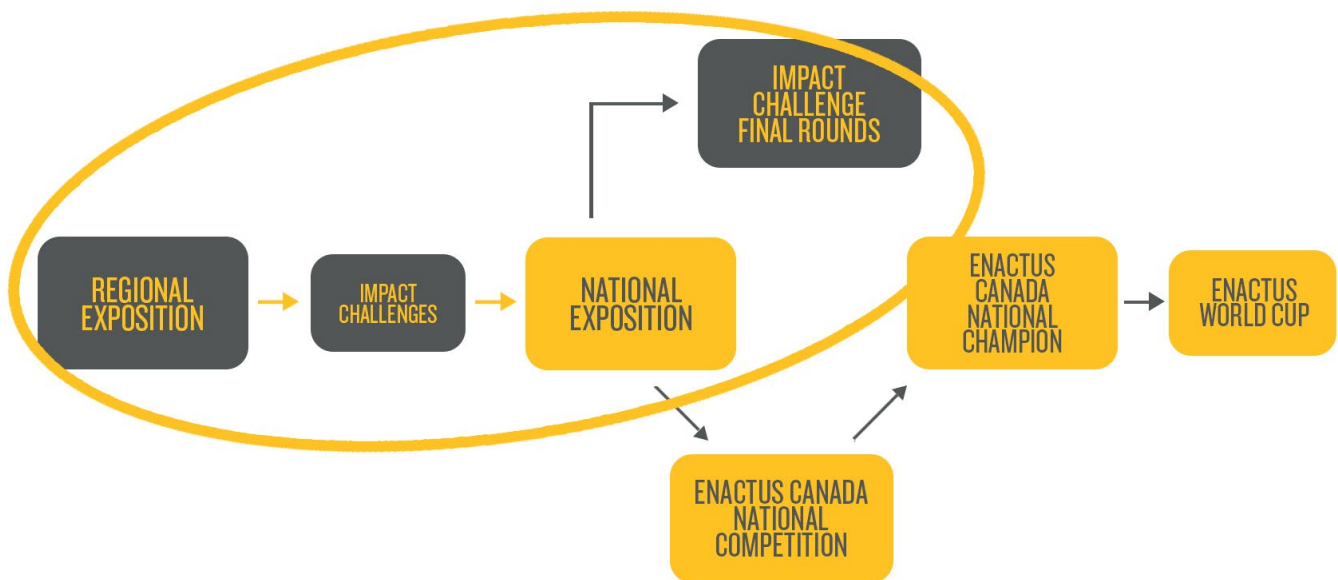 IMPACT
CHALLENGE
FINAL ROUNDS
REGIONAL
EXPOSITION
IMPACT
CHALLENGES
NATIONAL
EXPOSITION
ENACTUS
CANADA
NATIONAL
CHAMPION
ENACTUS
WORLD CUP
ENACTUS CANADA
NATIONAL
COMPETITION